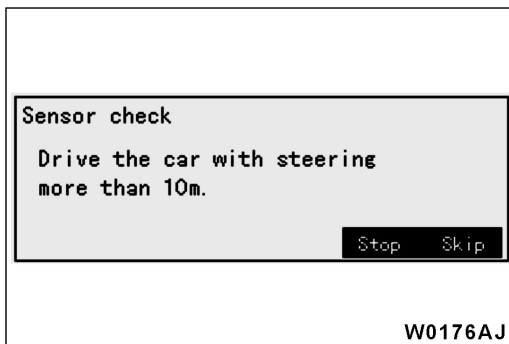 Sensor check
Drive the car with steering
more than 10m.
Stop Skip
W0176AJ